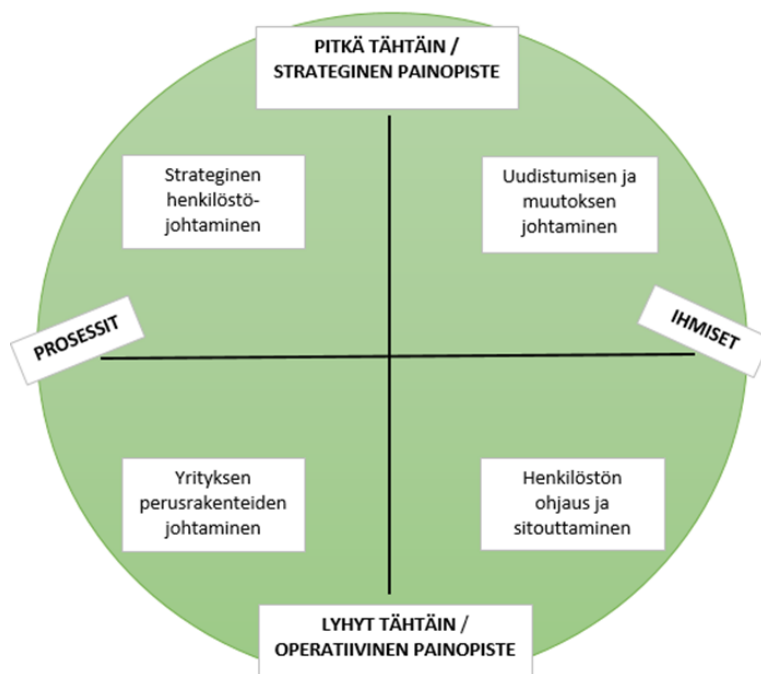 PITKÄ TÄHTÄIN /
STRATEGINEN PAINOPISTE
Strateginen
henkilöstö-
johtaminen
Uudistumisen ja
muutoksen
johtaminen
PROSESSIT
IHMISET
Yrityksen
perusrakenteiden
johtaminen
Henkilöstön
ohjaus ja
sitouttaminen
LYHYT TÄHTÄIN /
OPERATIIVINEN PAINOPISTE